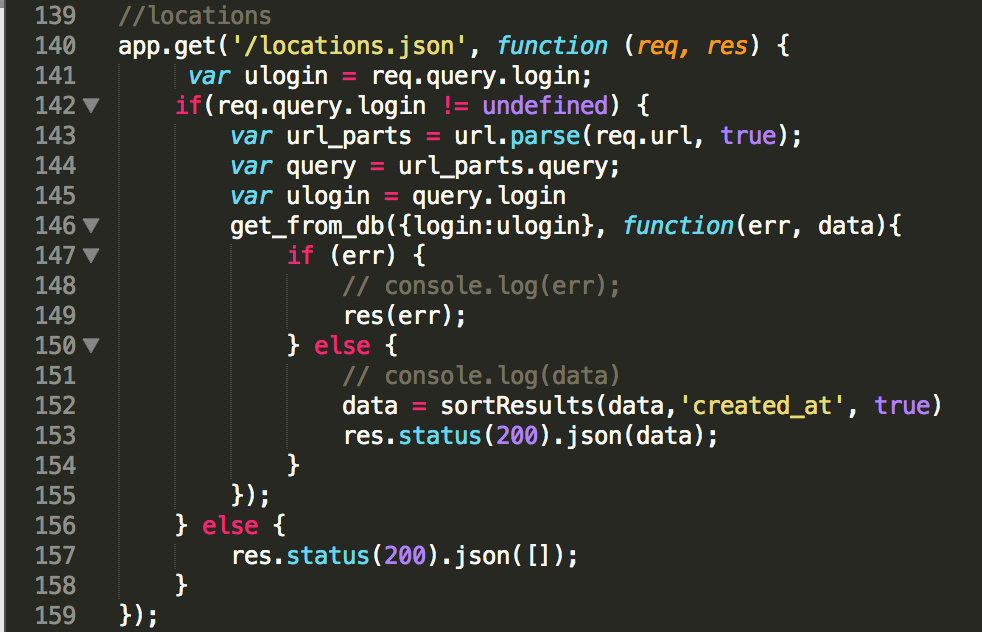 139 //locations
140 app.get('/locations.json', function (req, res) {
141 var ulogin = req.query.login;
142 if(req.query.login != undefined) {
143 var url_parts = url.parse(req.url, true);
144 var query = url_parts.query;
145 var ulogin = query.login
146 get_from_db({login:ulogin}, function(err, data){
147 if (err) {
148 // console.log(err);
149 res(err);
150 } else {
151 // console.log(data)
152 data = sortResults(data,'created_at', true)
153 res.status(200).json(data);
154 }
155 });
156 } else {
157 res.status(200).json([]);
158 }
159 });